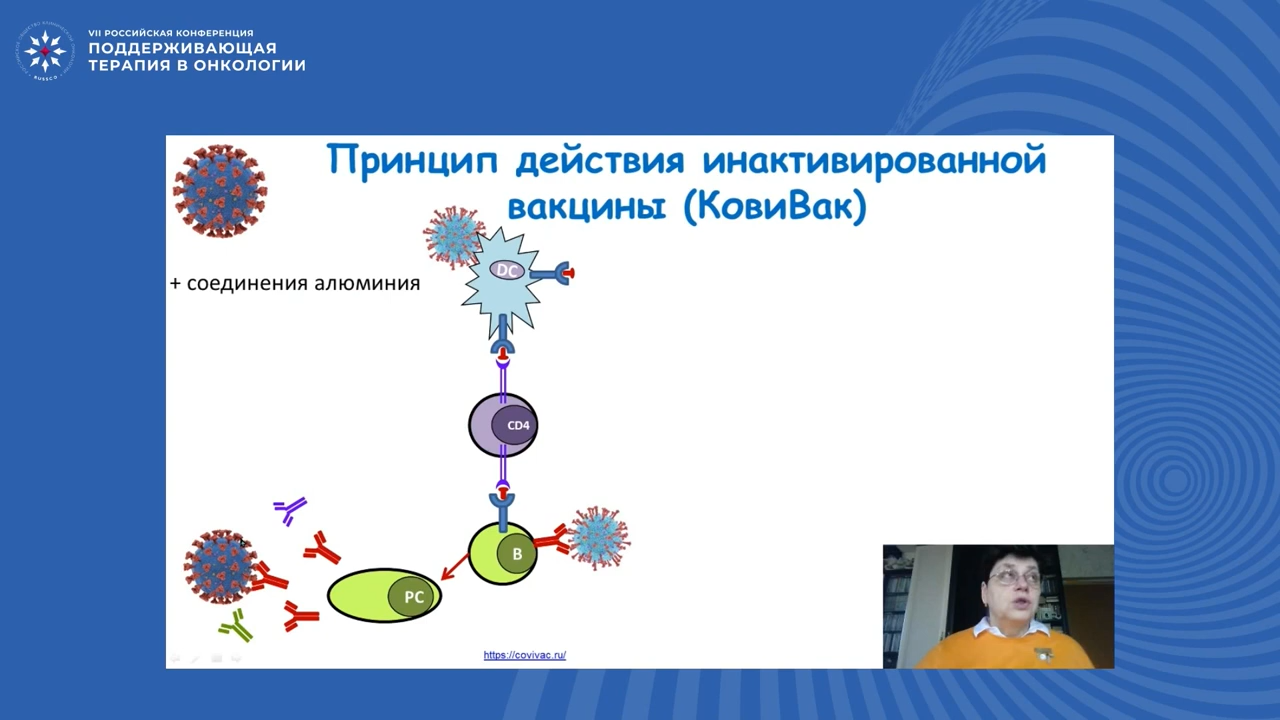 VII РОССИЙСКАЯ КОНФЕРЕНЦИЯ
ПОДДЕРЖИВАЮЩАЯ
ТЕРАПИЯ В ОНКОЛОГИИ
RUSSCO
Принцип действия инактивированной
вакцины (КовиВак)
+ соединения алюминия
DC
CD4
B
PC
https://covivac.ru/